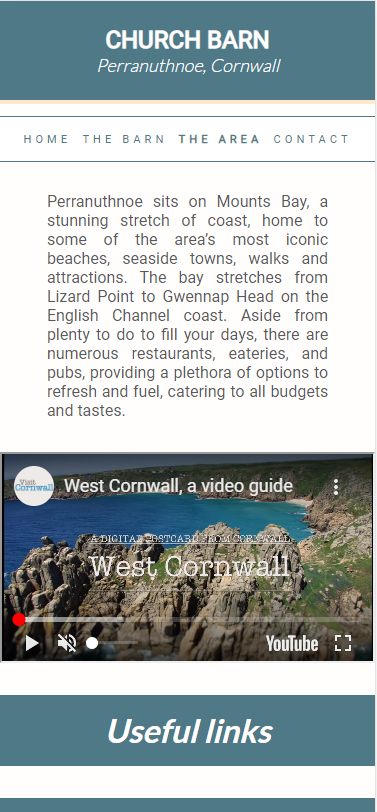 CHURCH BARN
Perranuthnoe, Cornwall
HOME THE BARN THE AREA CONTACT
Perranuthnoe sits on Mounts Bay, a
stunning stretch of coast, home to
some of the area's most iconic
beaches, seaside towns, walks and
attractions. The bay stretches from
Lizard Point to Gwennap Head on the
English Channel coast. Aside from
plenty to do to fill your days, there are
numerous restaurants, eateries, and
pubs, providing a plethora of options to
refresh and fuel, catering to all budgets
and tastes.
Visit
Cornwall
West Cornwall, a video guide
A DIGITAL POSTCARD FROM CORNWALL
West Cornwall
YouTube
Useful links